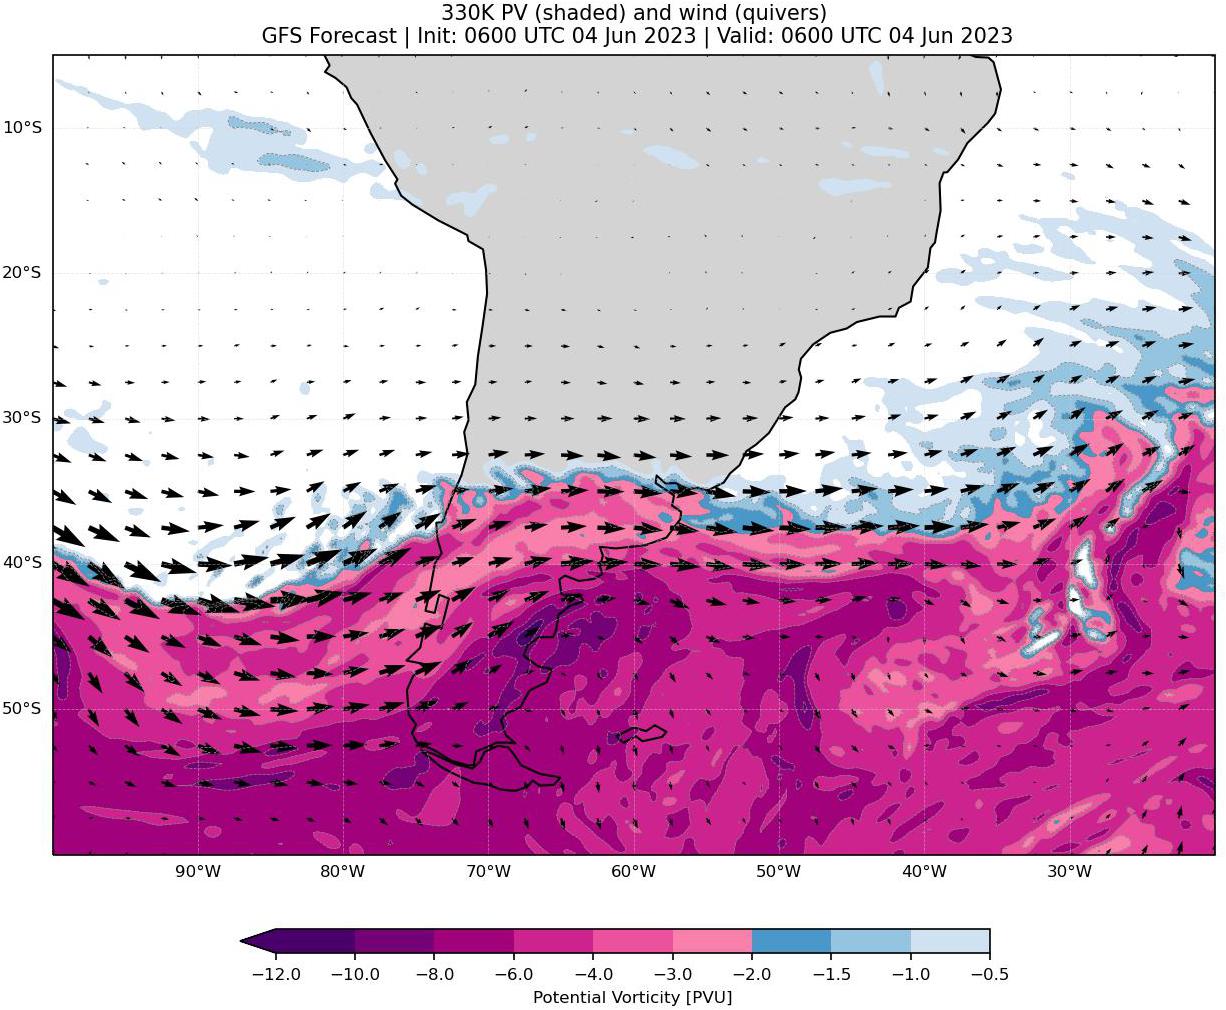 330K PV (shaded) and wind (quivers)
GFS Forecast | Init: 0600 UTC 04 Jun 2023 | Valid: 0600 UTC 04 Jun 2023
10°S
20°S
30°S
40°S
50°S
90°W 80°W 70°W 60°W 50°W 40°W 30°W
−12.0 −10.0 −8.0 −6.0 −4.0 −3.0 −2.0 −1.5 −1.0 −0.5
Potential Vorticity [PVU]